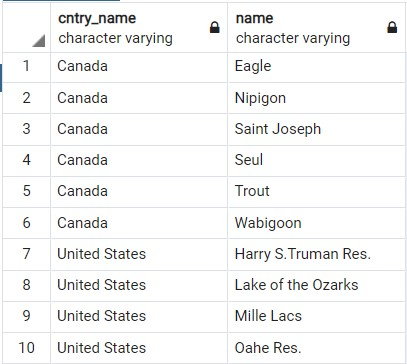 cntry_name name
character varying character varying
1 Canada Eagle
2 Canada Nipigon
3 Canada Saint Joseph
4 Canada Seul
5 Canada Trout
6 Canada Wabigoon
7 United States Harry S.Truman Res.
8 United States Lake of the Ozarks
9 United States Mille Lacs
10 United States Oahe Res.